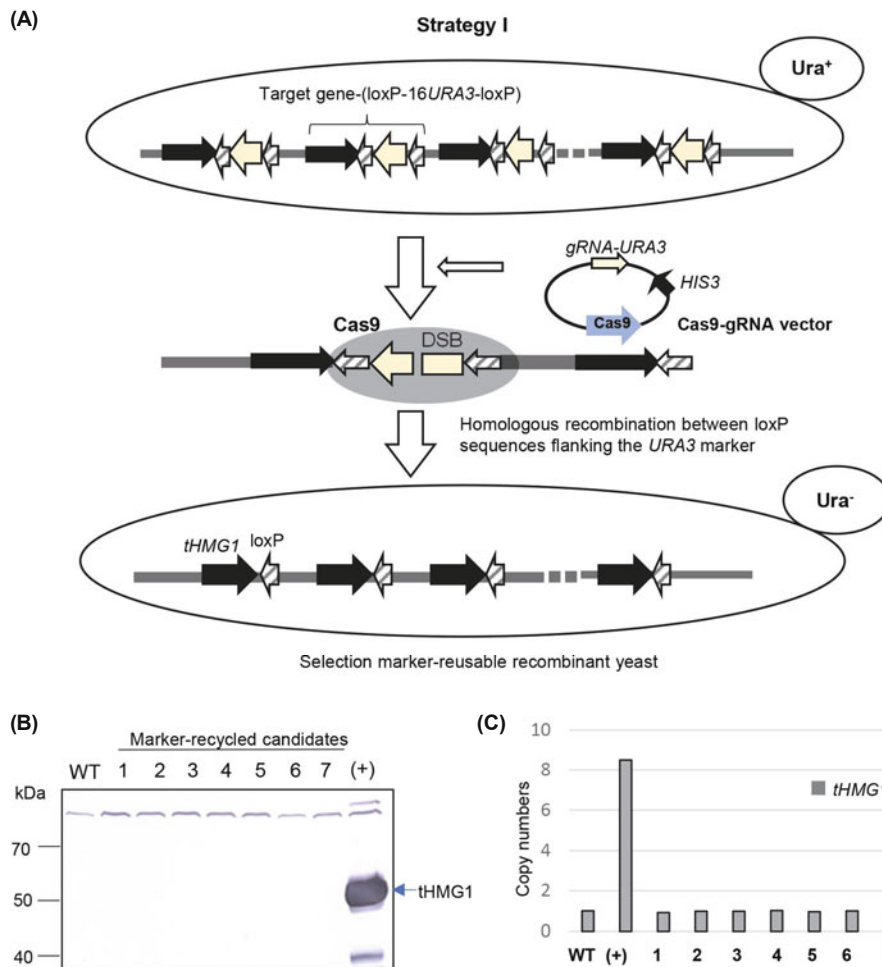 (A)
Strategy I
Ura+
Target gene-(loxP-16URA3-loxP)
gRNA-URA3
HIS3
Cas9
Cas9-gRNA vector
Cas9
DSB
Homologous recombination between loxP
sequences flanking the URA3 marker
Ura-
tHMG1
loxP
Selection marker-reusable recombinant yeast
(B)
Marker-recycled candidates
WT 1 2 3 4 5 6 7 (+)
kDa
70
50
40
tHMG1
(C)
10
8
6
4
2
0
Copy numbers
tHMG
WT (+) 1 2 3 4 5 6